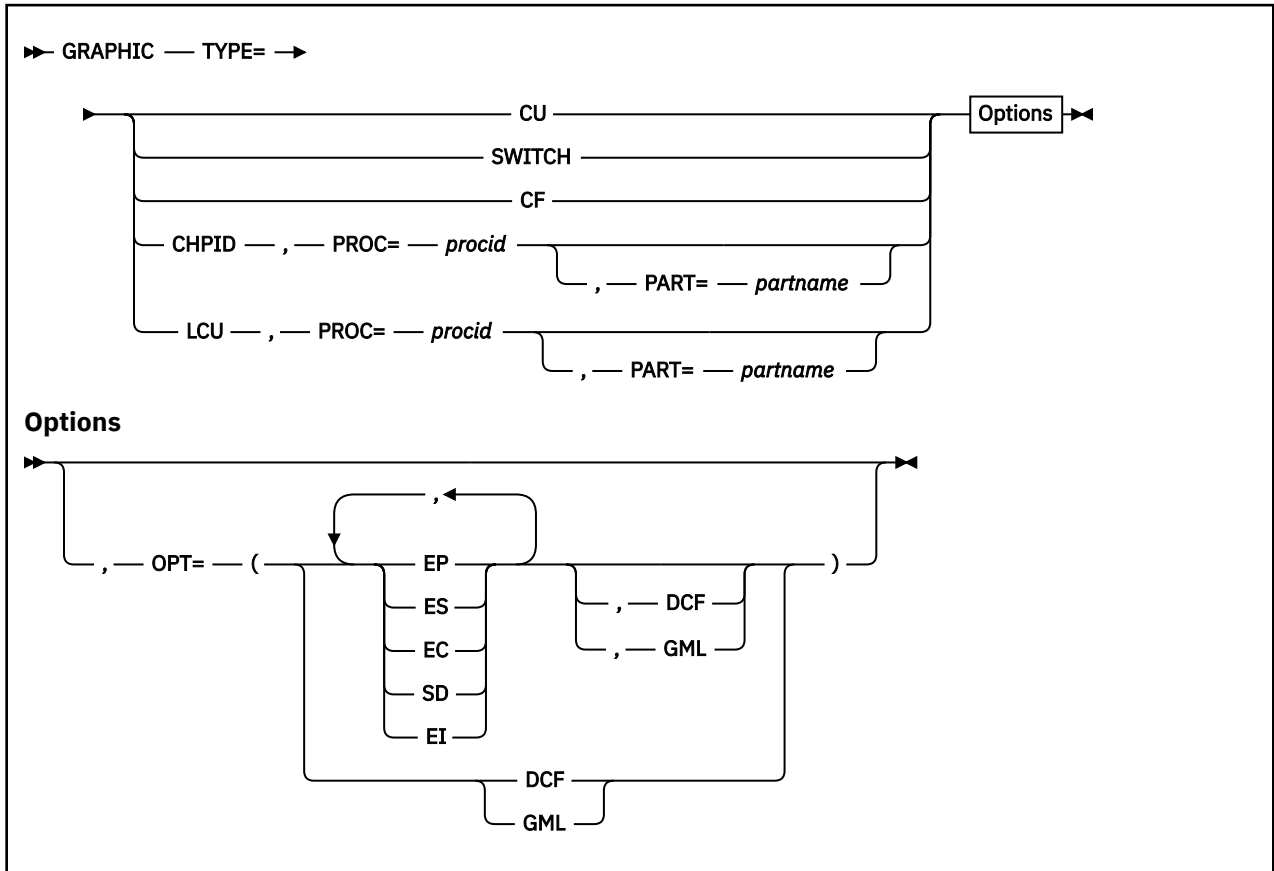 GRAPHIC TYPE=
CU Options
SWITCH
CF
CHPID , PROC= procid
, PART= partname
LCU , PROC= procid
, PART= partname
Options
,
, OPT= ( EP )
ES , DCF
EC , GML
SD
EI
DCF
GML